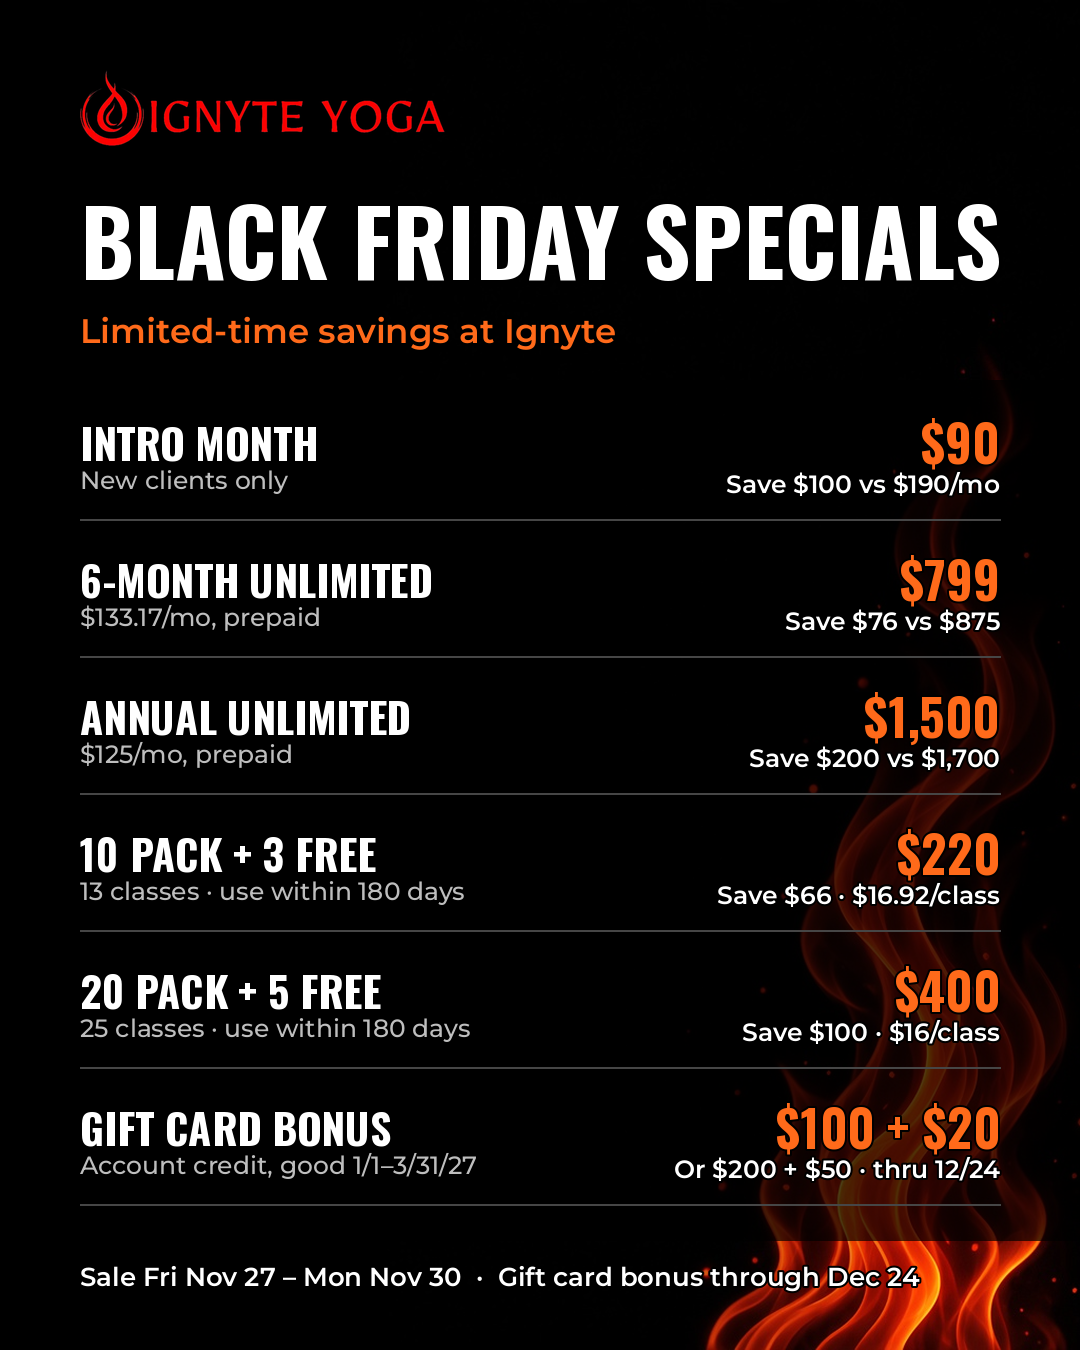 IGNYTE YOGA
BLACK FRIDAY SPECIALS
Limited-time savings at Ignyte
INTRO MONTH
$90
New clients only
Save $100 vs $190/mo
6-MONTH UNLIMITED
$799
$133.17/mo, prepaid
Save $76 vs $875
ANNUAL UNLIMITED
$1,500
$125/mo, prepaid
Save $200 vs $1,700
10 PACK + 3 FREE
$220
13 classes · use within 180 days
Save $66 · $16.92/class
20 PACK + 5 FREE
$400
25 classes · use within 180 days
Save $100 · $16/class
GIFT CARD BONUS
$100 + $20
Account credit, good 1/1–3/31/27
Or $200 + $50 · thru 12/24
Sale Fri Nov 27 – Mon Nov 30 · Gift card bonus through Dec 24